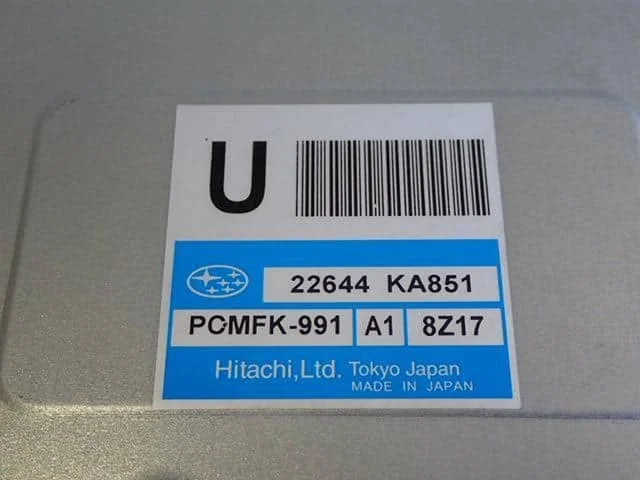 U
22644 KA851
PCMFK-991 A1 8Z17
Hitachi,Ltd. Tokyo Japan
MADE IN JAPAN